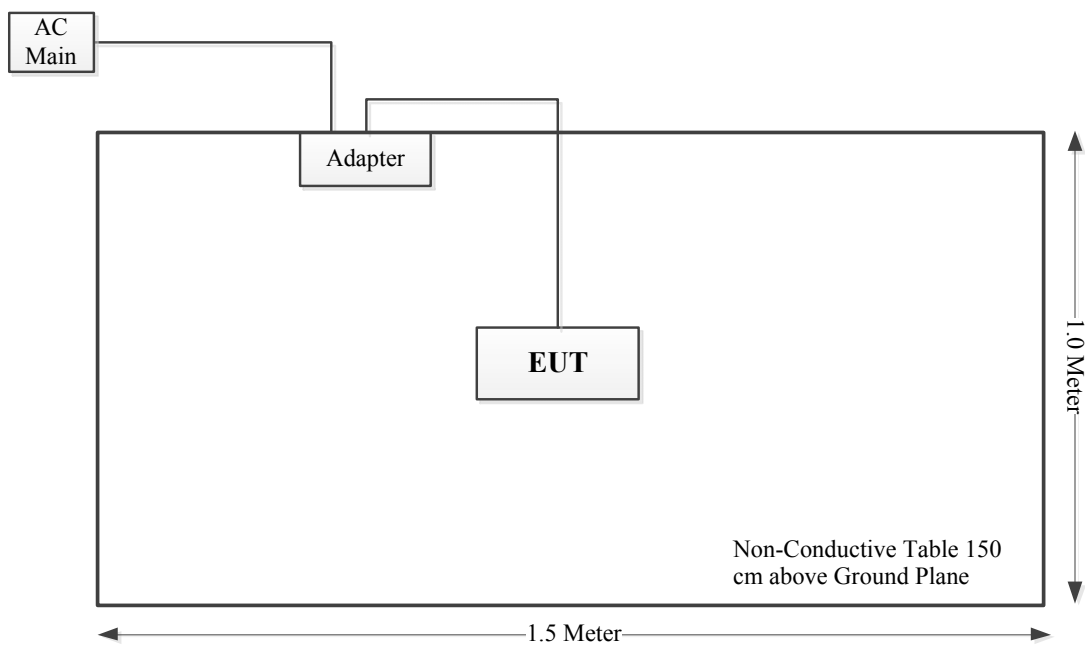 AC
Main
Adapter
EUT
1.0 Meter
Non-Conductive Table 150
cm above Ground Plane
1.5 Meter